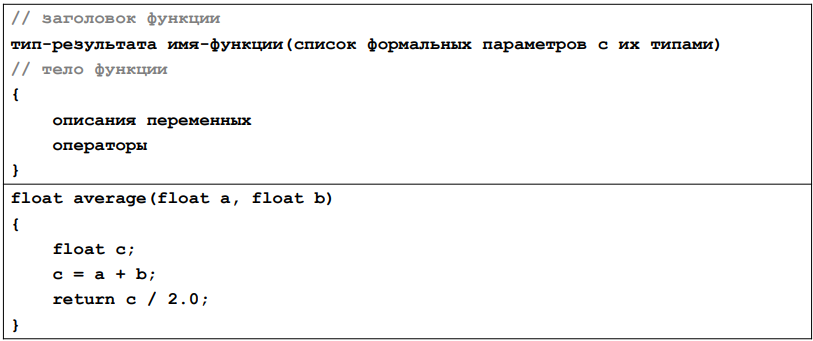 // заголовок функции
тип-результата имя-функции(список формальных параметров с их типами)
// тело функции
{
    описания переменных
    операторы
}
float average(float a, float b)
{
    float c;
    c = a + b;
    return c / 2.0;
}